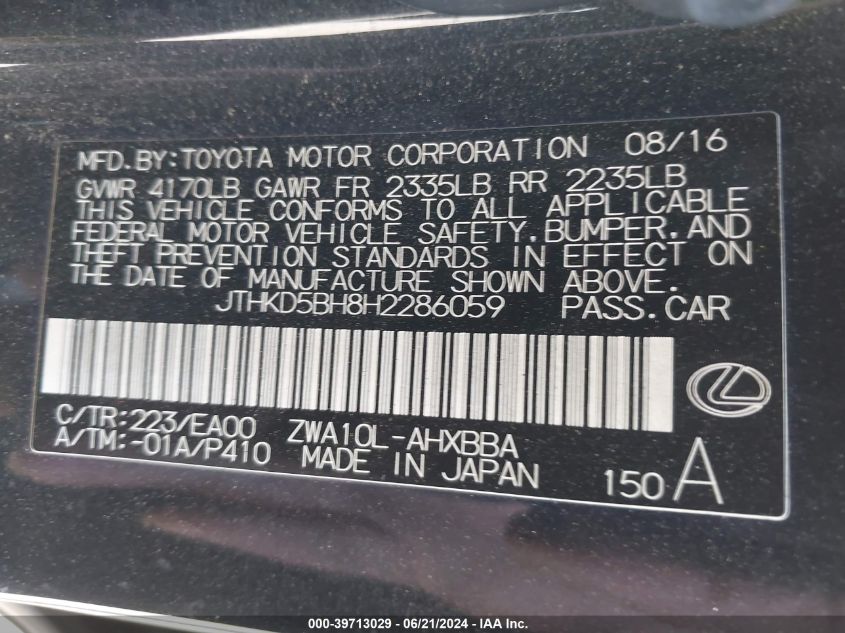 MFD.BY:TOYOTA MOTOR CORPORATION 08/16
GVWR 4170LB GAWR FR 2335LB RR 2235LB
THIS VEHICLE CONFORMS TO ALL APPLICABLE
FEDERAL MOTOR VEHICLE SAFETY,BUMPER,AND
THEFT PREVENTION STANDARDS IN EFFECT ON
THE DATE OF MANUFACTURE SHOWN ABOVE.
JTHKD5BH8H2286059 PASS.CAR
C/TR:223/EA00 ZWA10L-AHXBBA
A/TM:-01A/P410 MADE IN JAPAN 150 A
000-39713029 - 06/21/2024 - IAA Inc.